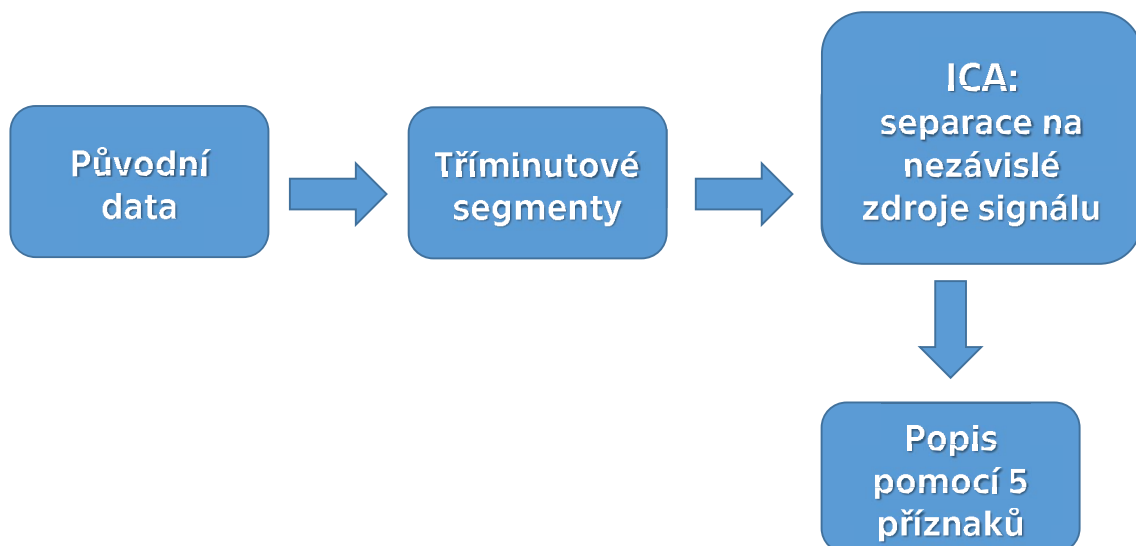 Původní
data
Tříminutové
segmenty
ICA:
separace na
nezávislé
zdroje signálu
Popis
pomocí 5
příznaků